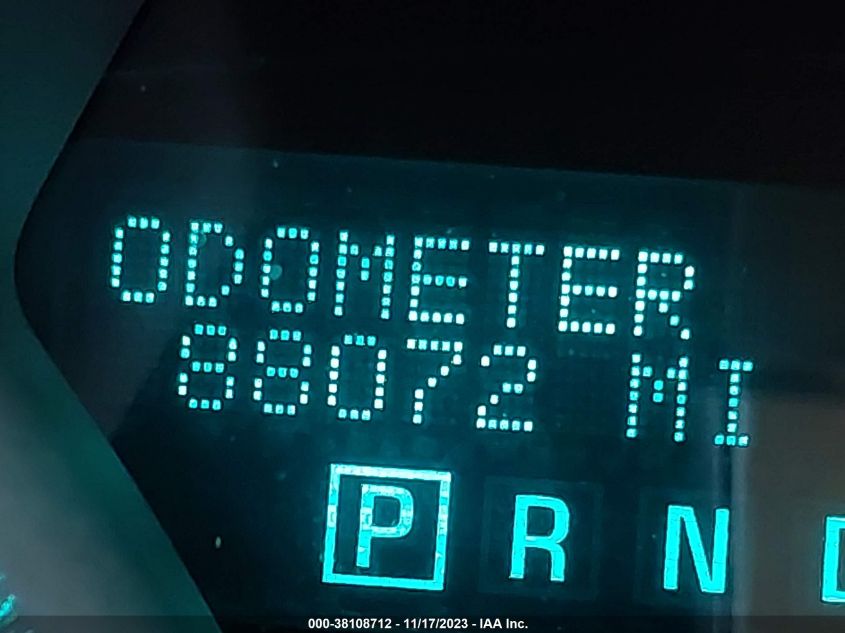 ODOMETER
88072 MI
P R N
000-38108712 - 11/17/2023 - IAA Inc.